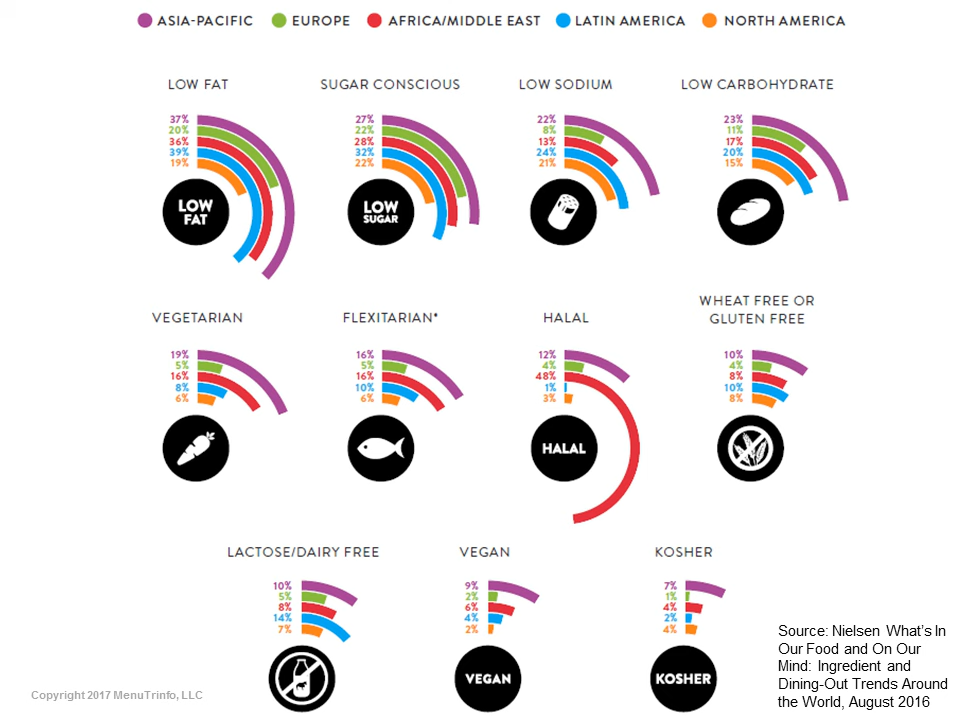 ASIA-PACIFIC EUROPE AFRICA/MIDDLE EAST LATIN AMERICA NORTH AMERICA
LOW FAT
37%
20%
36%
39%
19%
LOW
FAT
SUGAR CONSCIOUS
27%
22%
28%
32%
22%
LOW
SUGAR
LOW SODIUM
22%
8%
13%
24%
21%
LOW CARBOHYDRATE
23%
11%
17%
20%
15%
VEGETARIAN
19%
5%
16%
8%
6%
FLEXITARIAN*
16%
5%
16%
10%
6%
HALAL
12%
4%
48%
1%
3%
HALAL
WHEAT FREE OR
GLUTEN FREE
10%
4%
8%
10%
8%
LACTOSE/DAIRY FREE
10%
5%
8%
14%
7%
VEGAN
9%
2%
6%
4%
2%
VEGAN
KOSHER
7%
1%
4%
2%
4%
KOSHER
Source: Nielsen What's In
Our Food and On Our
Mind: Ingredient and
Dining-Out Trends Around
the World, August 2016
Copyright 2017 MenuTrinfo, LLC